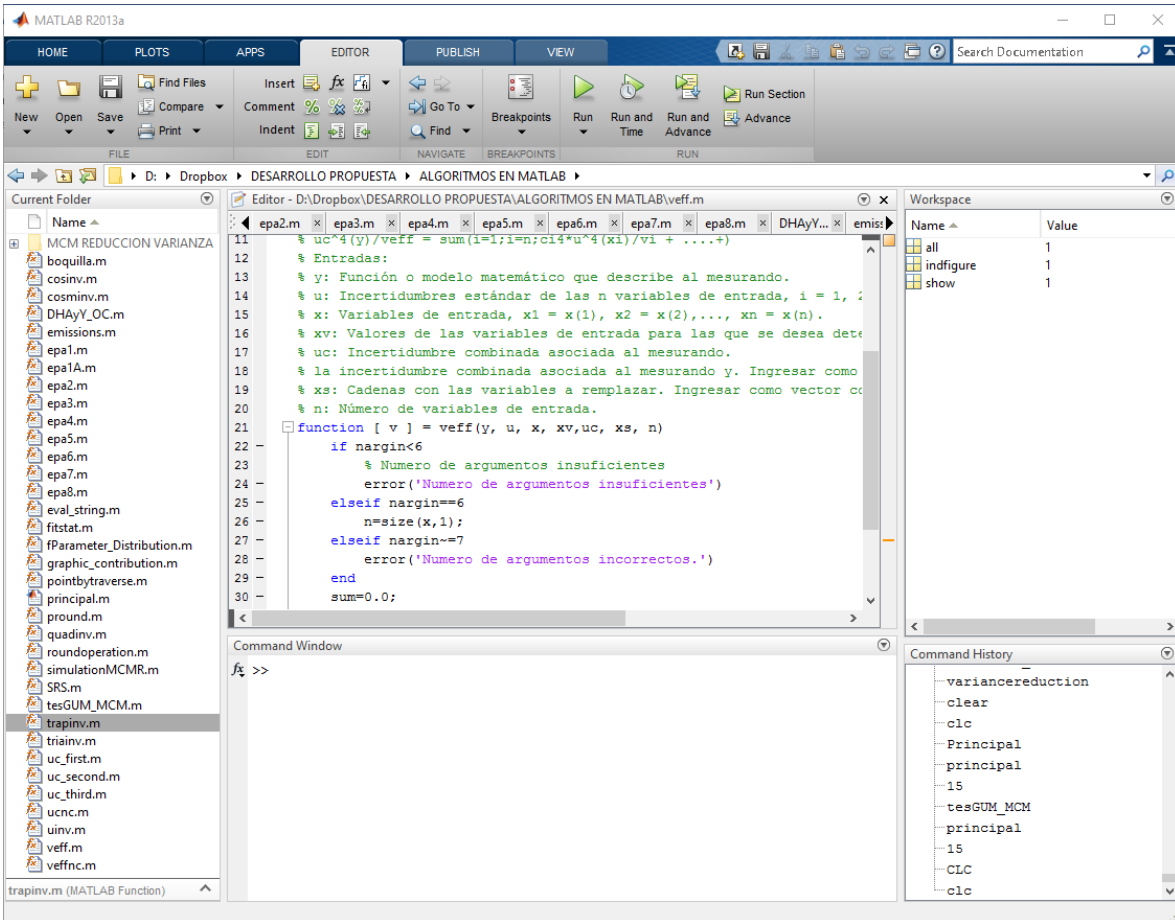 MATLAB R2013a
HOME PLOTS APPS EDITOR PUBLISH VIEW Search Documentation
New Open Save Find Files Compare Print
Insert Comment Indent
Go To Find
Breakpoints
Run Run and Time Run and Advance Run Section Advance
FILE EDIT NAVIGATE BREAKPOINTS RUN
D: Dropbox DESARROLLO PROPUESTA ALGORITMOS EN MATLAB
Current Folder
Name
MCM REDUCCION VARIANZA
boquilla.m
cosinv.m
cosminv.m
DHAyY_OC.m
emissions.m
epa1.m
epa1A.m
epa2.m
epa3.m
epa4.m
epa5.m
epa6.m
epa7.m
epa8.m
eval_string.m
fitstat.m
fParameter_Distribution.m
graphic_contribution.m
pointbytraverse.m
principal.m
pround.m
quadinv.m
roundoperation.m
simulationMCMR.m
SRS.m
tesGUM_MCM.m
trapinv.m
triainv.m
uc_first.m
uc_second.m
uc_third.m
ucnc.m
uinv.m
veff.m
veffnc.m
trapinv.m (MATLAB Function)
Editor - D:\Dropbox\DESARROLLO PROPUESTA\ALGORITMOS EN MATLAB\veff.m
epa2.m epa3.m epa4.m epa5.m epa6.m epa7.m epa8.m DHAyY... emiss
11 % uc^4(y)/veff = sum(i=1;i=n;ci4*u^4(xi)/vi + ....+)
12 % Entradas:
13 % y: Función o modelo matemático que describe al mesurando.
14 % u: Incertidumbres estándar de las n variables de entrada, i = 1, 2
15 % x: Variables de entrada, x1 = x(1), x2 = x(2),..., xn = x(n).
16 % xv: Valores de las variables de entrada para las que se desea dete
17 % uc: Incertidumbre combinada asociada al mesurando.
18 % la incertidumbre combinada asociada al mesurando y. Ingresar como
19 % xs: Cadenas con las variables a remplazar. Ingresar como vector co
20 % n: Número de variables de entrada.
21 function [ v ] = veff(y, u, x, xv,uc, xs, n)
22 - if nargin<6
23 % Numero de argumentos insuficientes
24 - error('Numero de argumentos insuficientes')
25 - elseif nargin==6
26 - n=size(x,1);
27 - elseif nargin~=7
28 - error('Numero de argumentos incorrectos.')
29 - end
30 - sum=0.0;
Command Window
fx >>
Workspace
Name Value
all 1
indfigure 1
show 1
Command History
variancereduction
clear
clc
Principal
principal
15
tesGUM_MCM
principal
15
CLC
clc